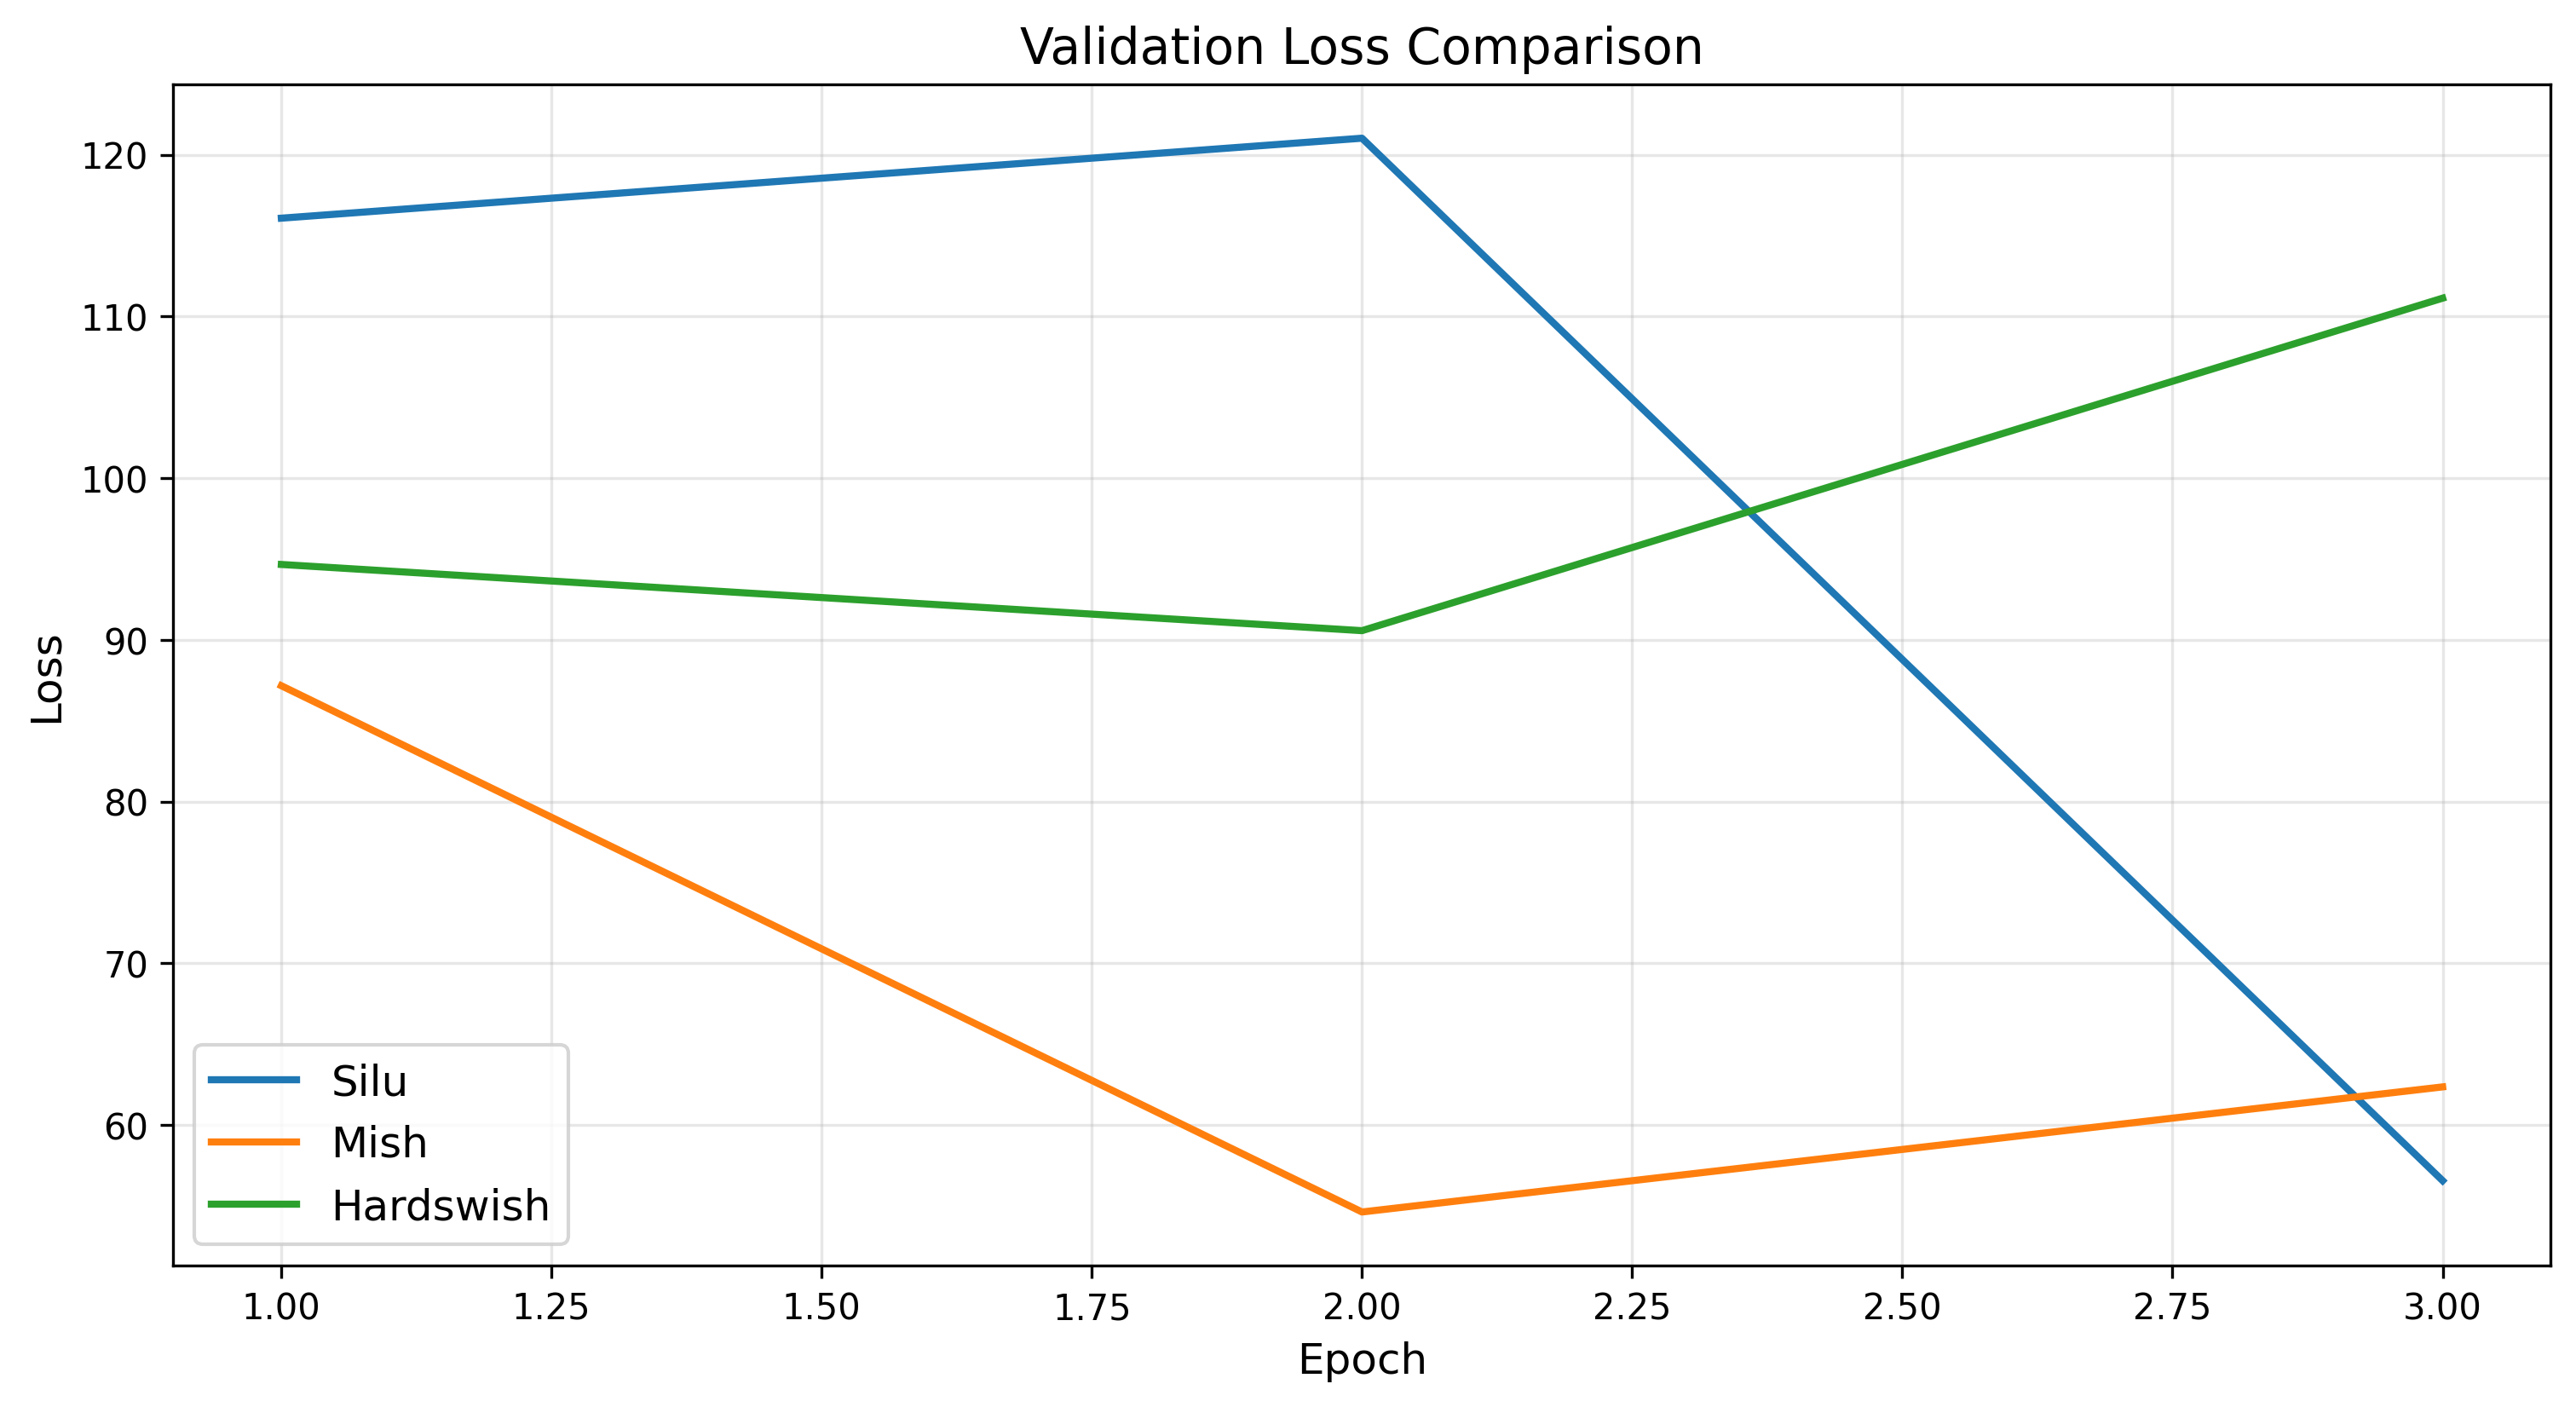 Validation Loss Comparison
120
110
100
90
80
70
60
Loss
Silu
Mish
Hardswish
1.00 1.25 1.50 1.75 2.00 2.25 2.50 2.75 3.00
Epoch